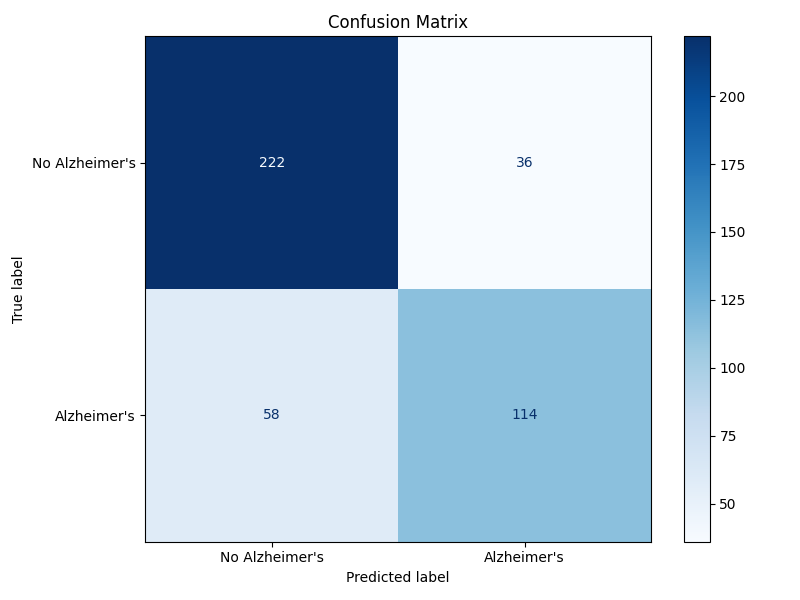 Confusion Matrix
No Alzheimer's
222
36
200
175
150
125
100
75
50
True label
Alzheimer's
58
114
No Alzheimer's
Alzheimer's
Predicted label